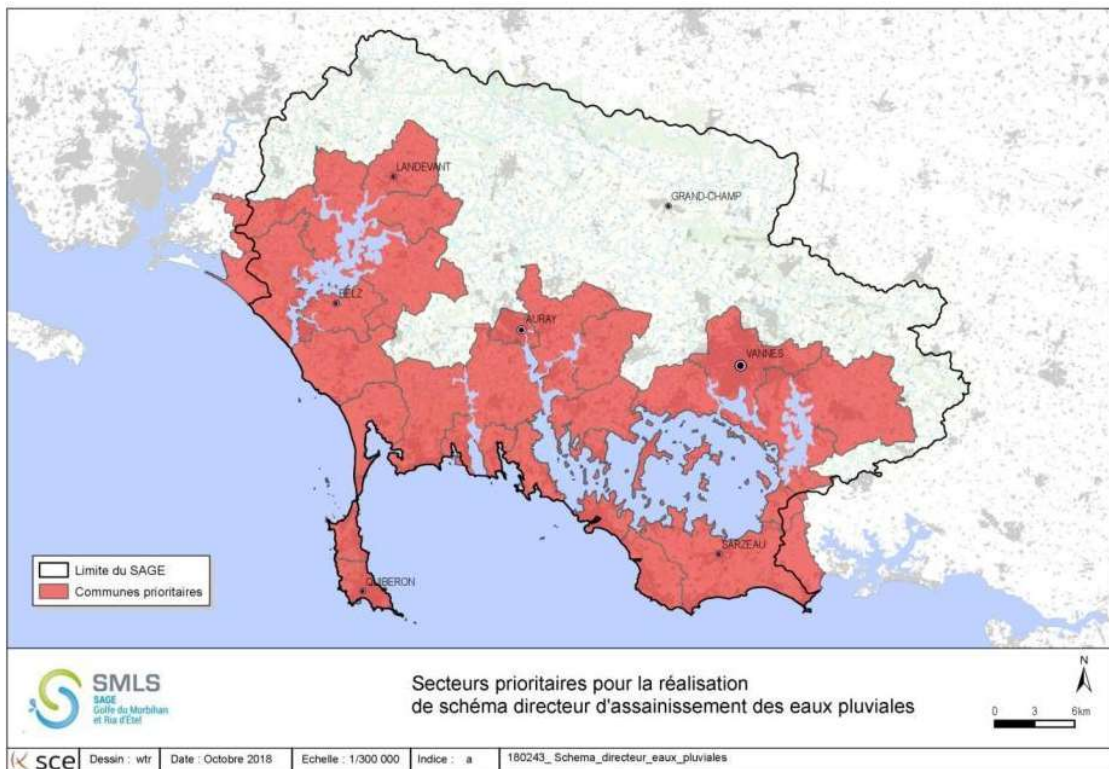 LANDEVANT
GRAND-CHAMP
BELZ
AURAY
VANNES
SARZEAU
QUIBERON
Limite du SAGE
Communes prioritaires
SMLS
SAGE
Golfe du Morbihan
et Ria d'Etel
Secteurs prioritaires pour la réalisation
de schéma directeur d'assainissement des eaux pluviales
N
0 3 6km
sce Dessin : wtr Date : Octobre 2018 Echelle : 1/300 000 Indice : a 160243_ Schema_directeur_eaux_pluviales